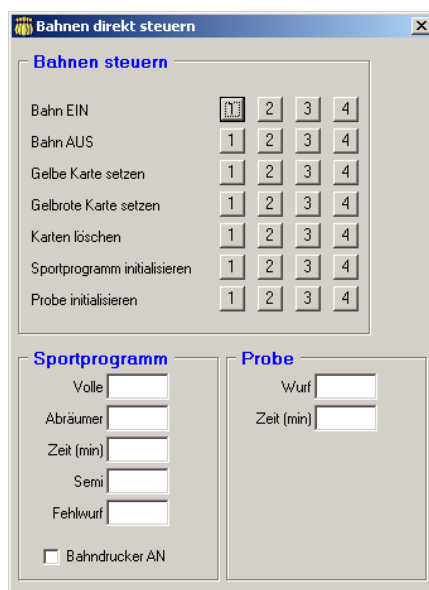 Bahnen direkt steuern
Bahnen steuern
Bahn EIN 1 2 3 4
Bahn AUS 1 2 3 4
Gelbe Karte setzen 1 2 3 4
Gelbrote Karte setzen 1 2 3 4
Karten löschen 1 2 3 4
Sportprogramm initialisieren 1 2 3 4
Probe initialisieren 1 2 3 4
Sportprogramm
Volle
Abräumer
Zeit (min)
Semi
Fehlwurf
Bahndrucker AN
Probe
Wurf
Zeit (min)